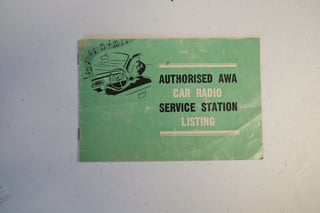 AUTHORISED AWA
CAR RADIO
SERVICE STATION
LISTING